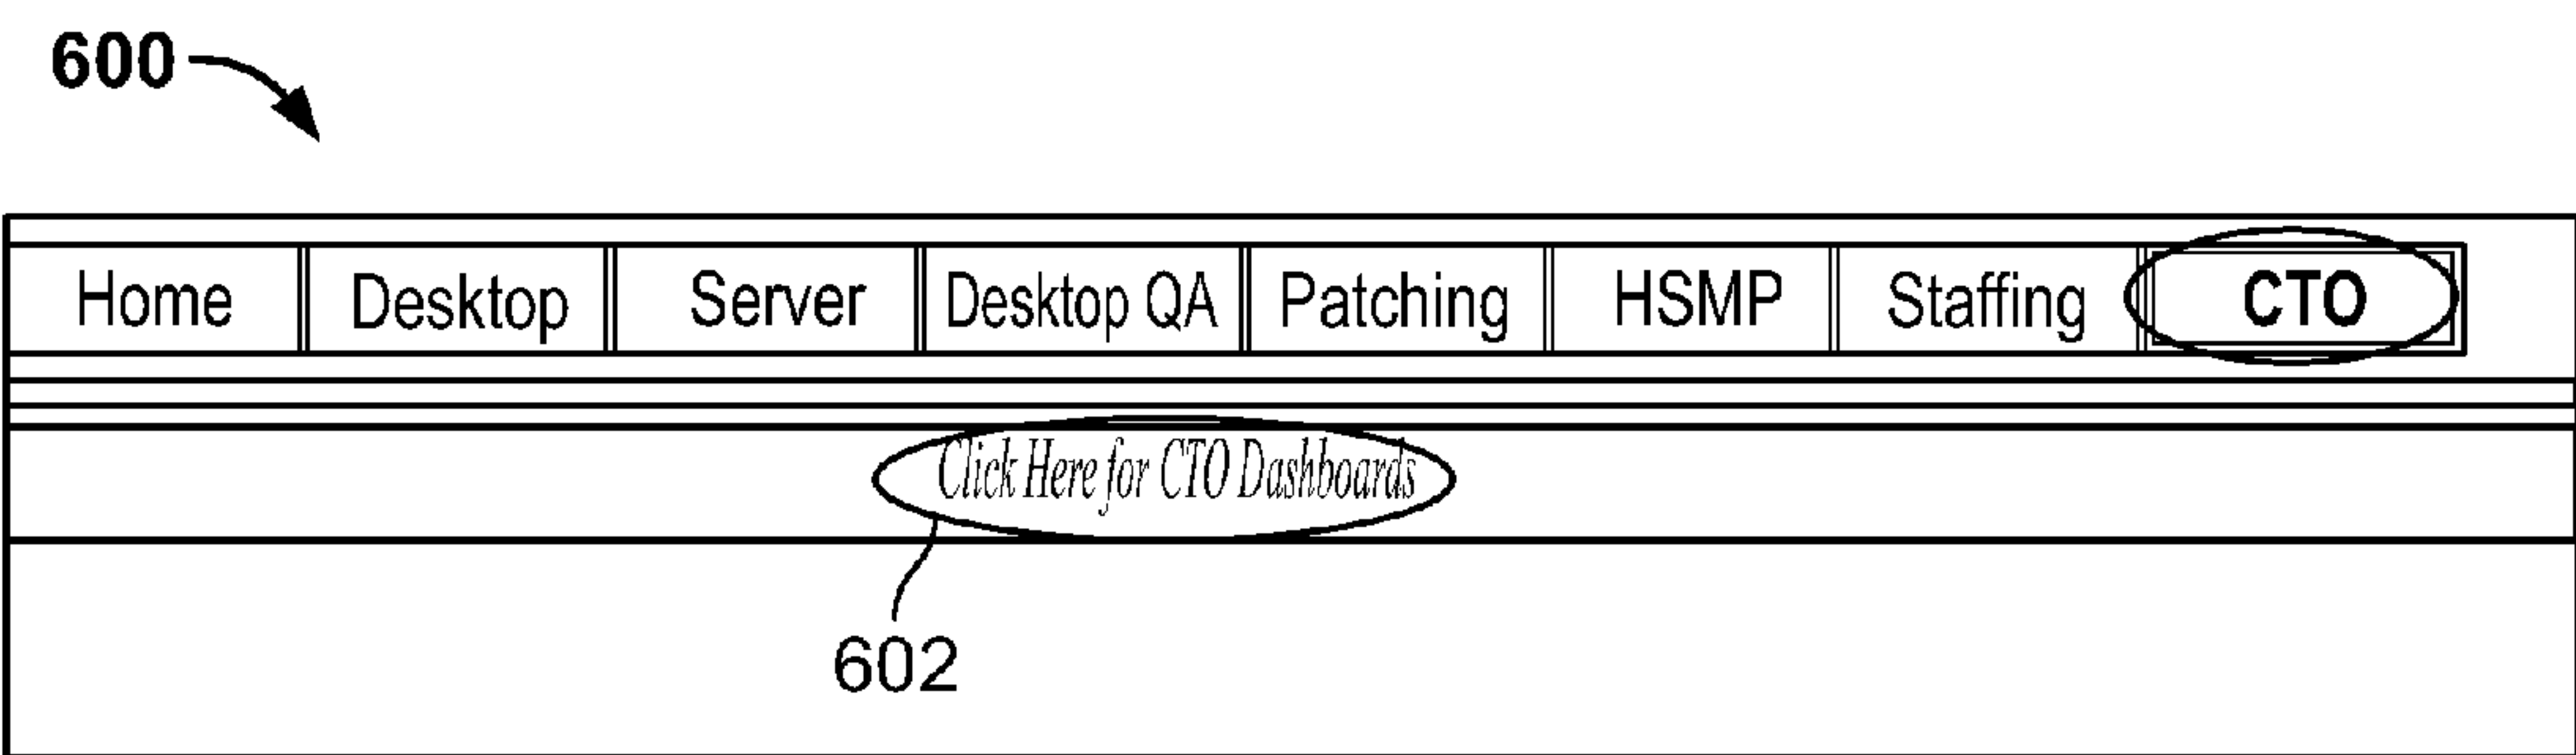 600
Home Desktop Server Desktop QA Patching HSMP Staffing CTO
Click Here for CTO Dashboards
602